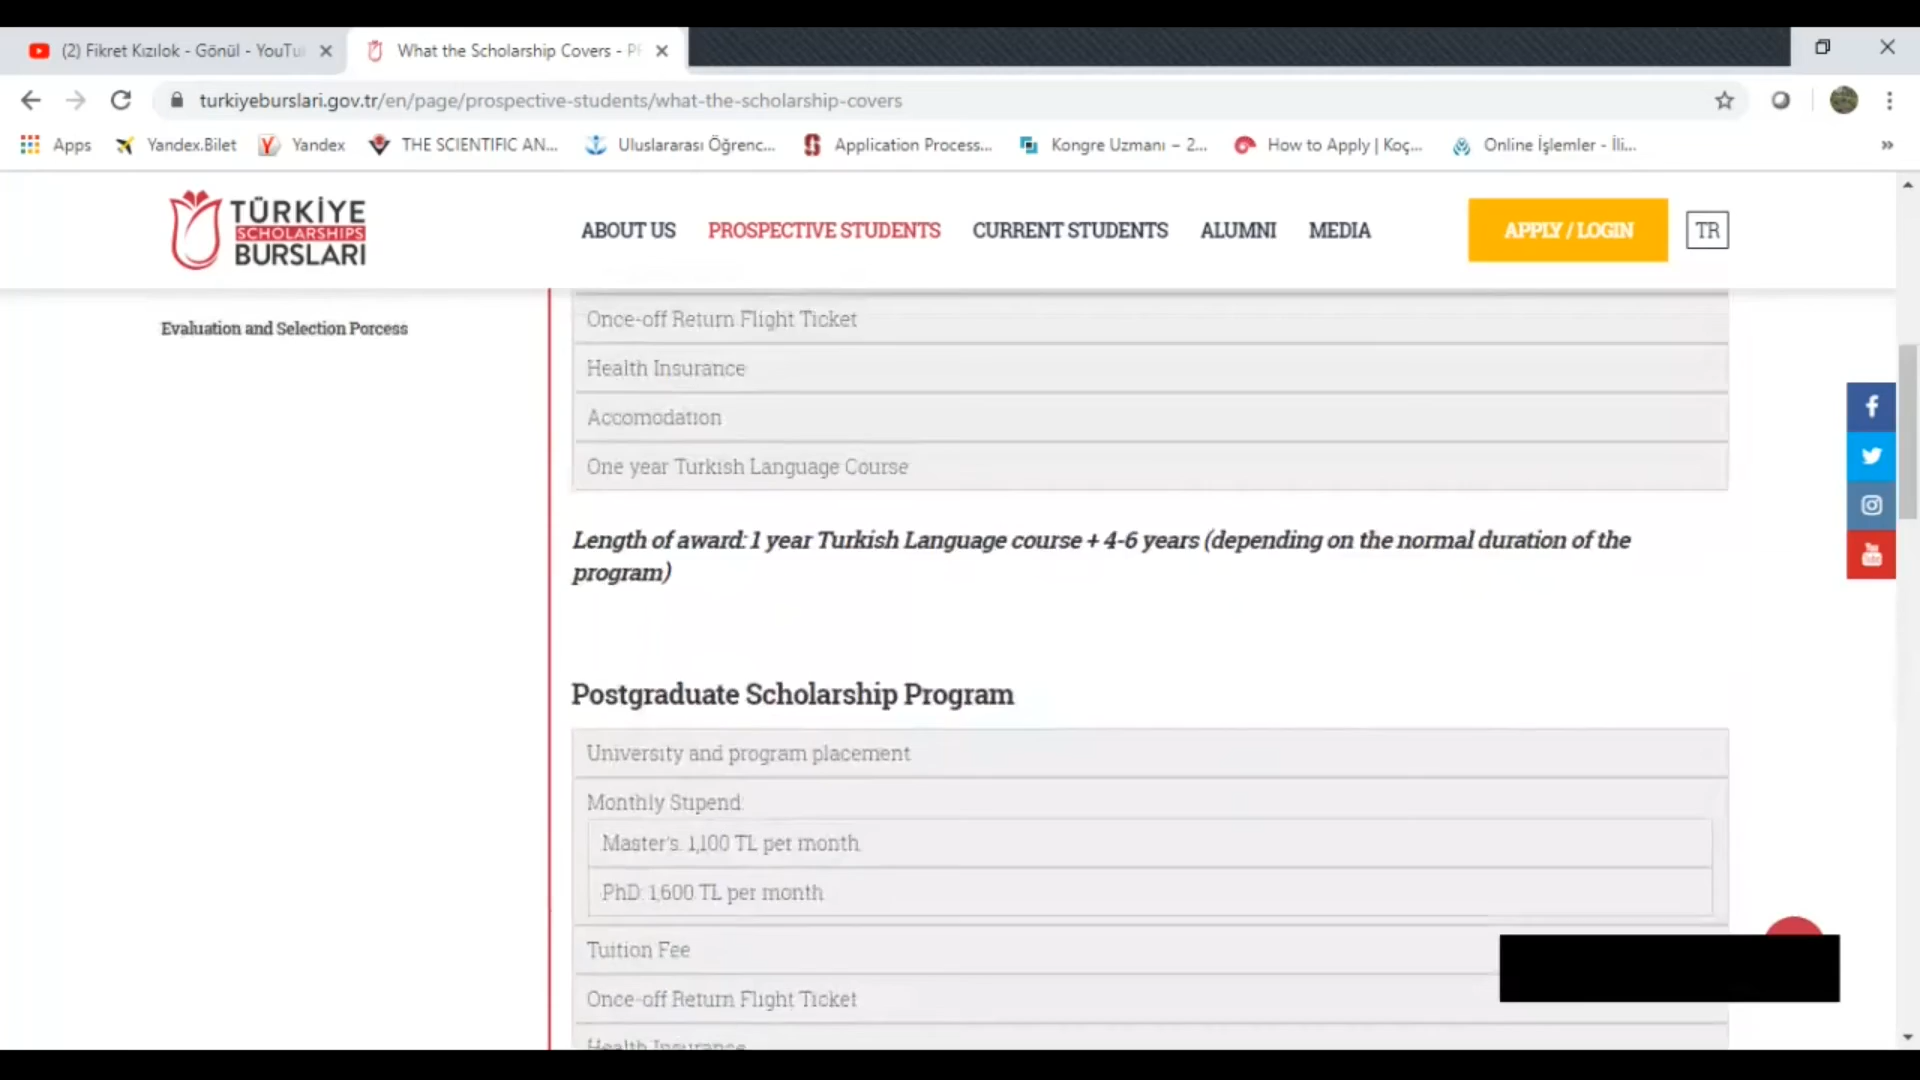 (2) Fikret Kızılok - Gönül - YouTu
What the Scholarship Covers - PF
turkiyeburslari.gov.tr/en/page/prospective-students/what-the-scholarship-covers
Apps
Yandex.Bilet
Yandex
THE SCIENTIFIC AN...
Uluslararası Öğrenc...
Application Process...
Kongre Uzmanı – 2...
How to Apply | Koç...
Online İşlemler - İli...
TÜRKİYE
SCHOLARSHIPS
BURSLARI
ABOUT US
PROSPECTIVE STUDENTS
CURRENT STUDENTS
ALUMNI
MEDIA
APPLY / LOGIN
TR
Evaluation and Selection Porcess
Once-off Return Flight Ticket
Health Insurance
Accomodation
One year Turkish Language Course
Length of award: 1 year Turkish Language course + 4-6 years (depending on the normal duration of the
program)
Postgraduate Scholarship Program
University and program placement
Monthly Stipend:
Master's: 1,100 TL per month
PhD: 1,600 TL per month
Tuition Fee
Once-off Return Flight Ticket
Health Insurance